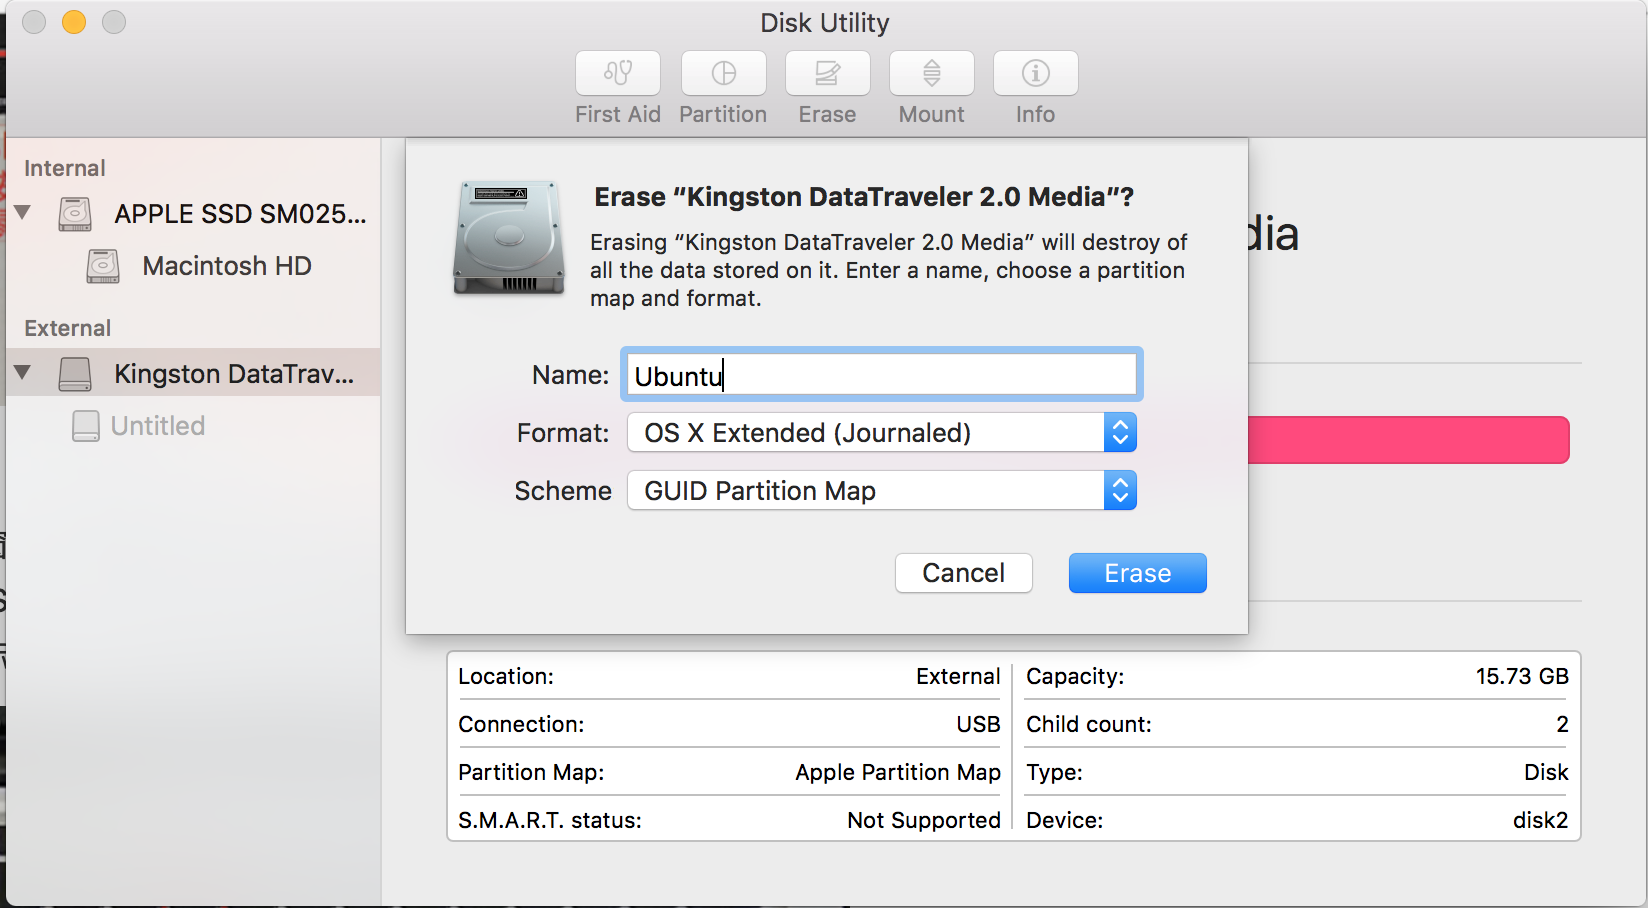 Disk Utility
First Aid
Partition
Erase
Mount
Info
Internal
APPLE SSD SM025...
Macintosh HD
External
Kingston DataTrav...
Untitled
Erase “Kingston DataTraveler 2.0 Media”?
Erasing “Kingston DataTraveler 2.0 Media” will destroy of
all the data stored on it. Enter a name, choose a partition
map and format.
Name: Ubuntu
Format: OS X Extended (Journaled)
Scheme GUID Partition Map
Cancel
Erase
dia
Location: External
Capacity: 15.73 GB
Connection: USB
Child count: 2
Partition Map: Apple Partition Map
Type: Disk
S.M.A.R.T. status: Not Supported
Device: disk2